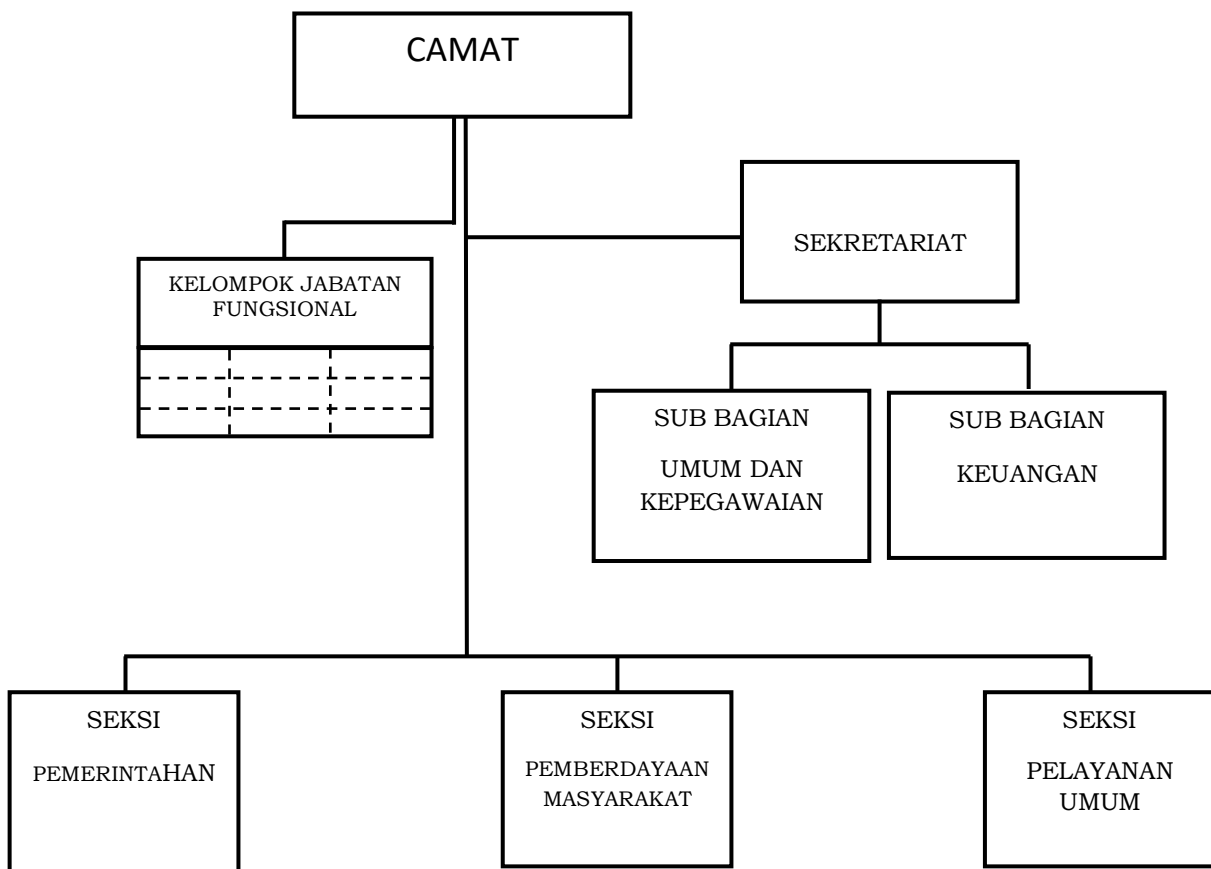 CAMAT
SEKRETARIAT
KELOMPOK JABATAN
FUNGSIONAL
SUB BAGIAN
UMUM DAN
KEPEGAWAIAN
SUB BAGIAN
KEUANGAN
SEKSI
PEMERINTAHAN
SEKSI
PEMBERDAYAAN
MASYARAKAT
SEKSI
PELAYANAN
UMUM